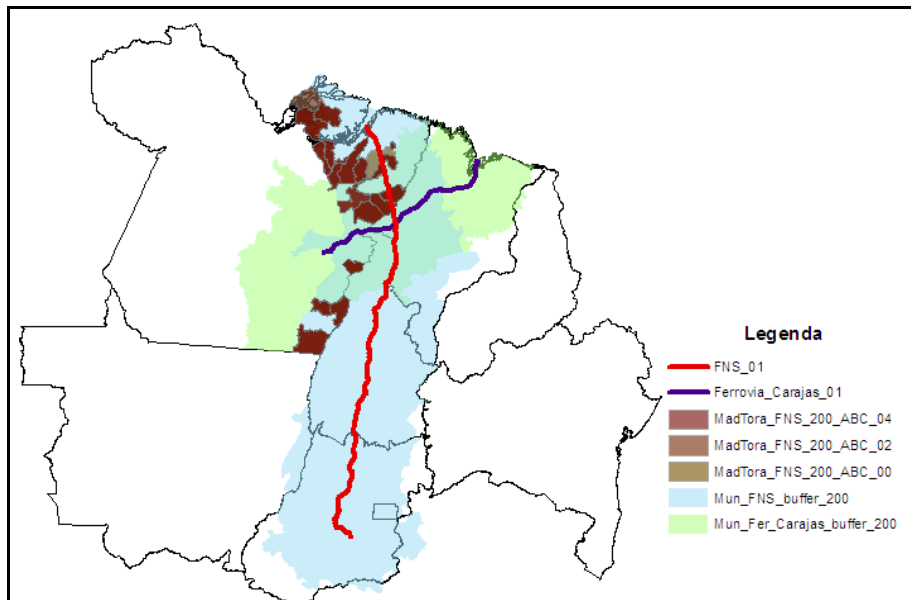 Legenda
FNS_01
Ferrovia_Carajas_01
MadTora_FNS_200_ABC_04
MadTora_FNS_200_ABC_02
MadTora_FNS_200_ABC_00
Mun_FNS_buffer_200
Mun_Fer_Carajas_buffer_200